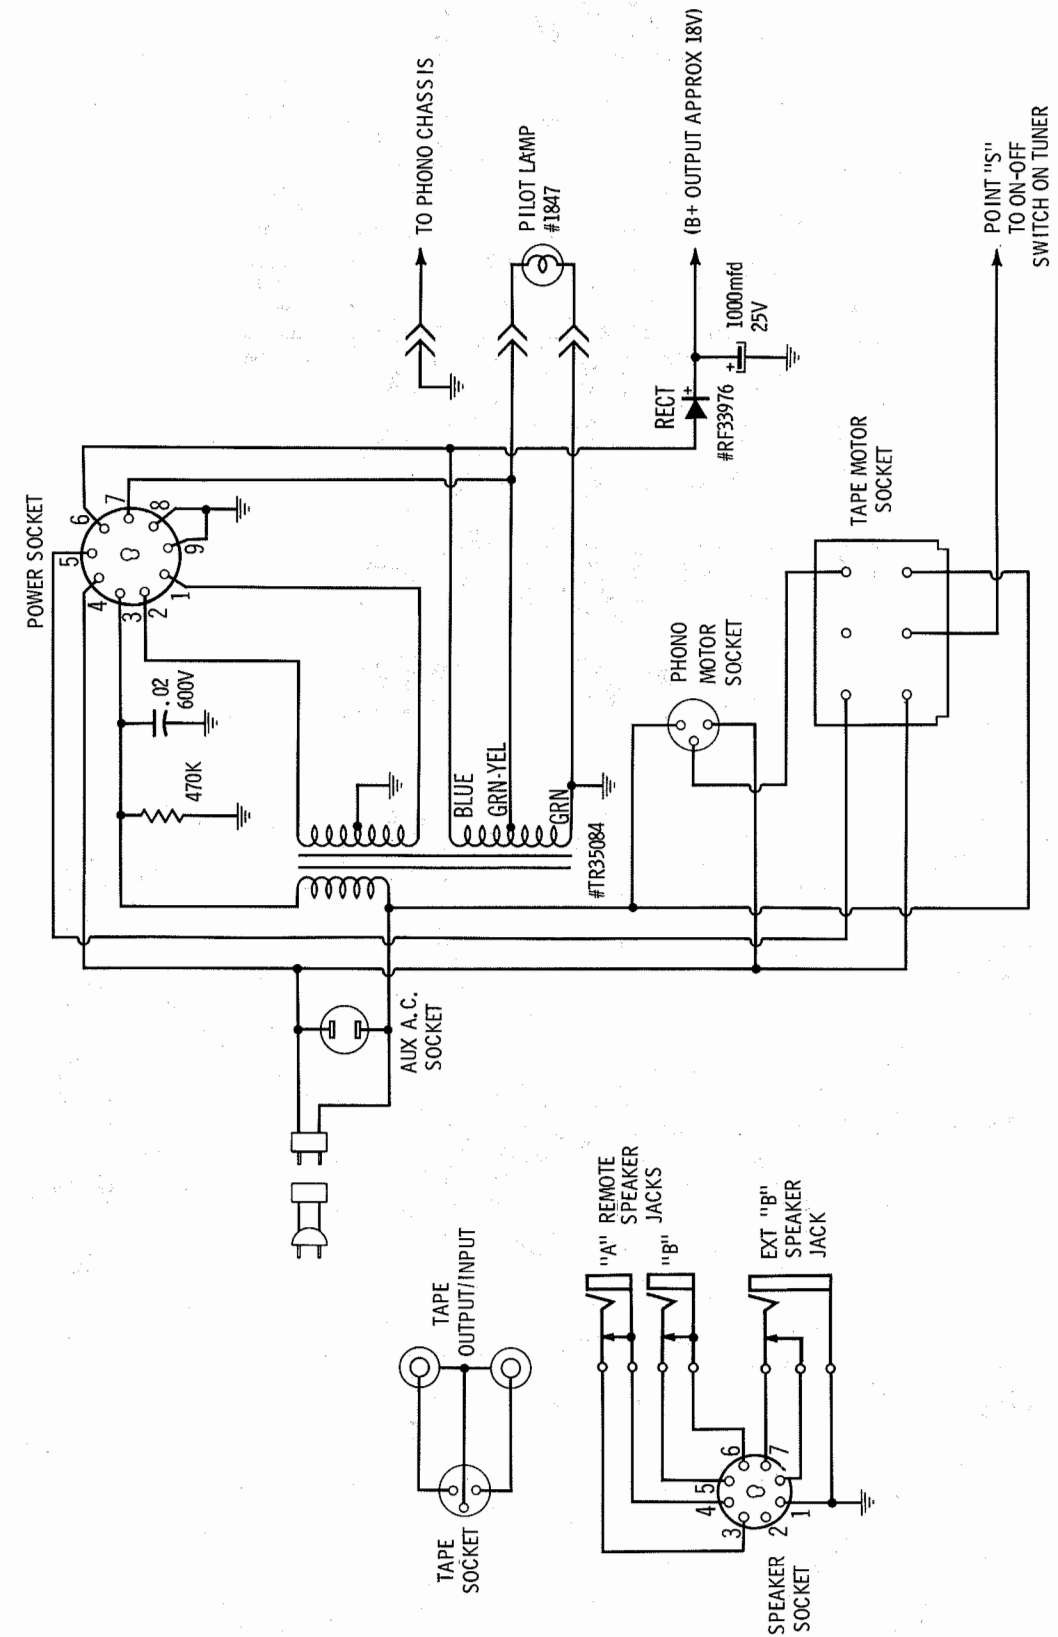 POWER SOCKET
5
6
7
8
9
4
3
2
1
.02
600V
470K
BLUE
GRN-YEL
GRN
#TR35084
TO PHONO CHASSIS
PILOT LAMP
#1847
(B+ OUTPUT APPROX 18V)
RECT
+
#RF33976
+
1000mfd
25V
POINT "S"
TO ON-OFF
SWITCH ON TUNER
TAPE MOTOR
SOCKET
PHONO
MOTOR
SOCKET
AUX A.C.
SOCKET
TAPE
OUTPUT/INPUT
TAPE
SOCKET
"A" REMOTE
SPEAKER
JACKS
"B"
EXT "B"
SPEAKER
JACK
3
4
5
6
7
2
1
SPEAKER
SOCKET